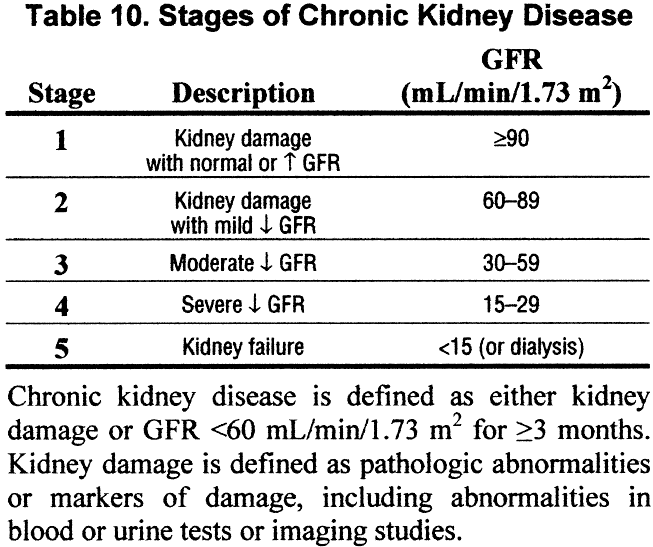 Table 10. Stages of Chronic Kidney Disease
GFR
Stage Description (mL/min/1.73 m²)
1 Kidney damage ≥90
with normal or ↑ GFR
2 Kidney damage 60–89
with mild ↓ GFR
3 Moderate ↓ GFR 30–59
4 Severe ↓ GFR 15–29
5 Kidney failure <15 (or dialysis)
Chronic kidney disease is defined as either kidney
damage or GFR <60 mL/min/1.73 m² for ≥3 months.
Kidney damage is defined as pathologic abnormalities
or markers of damage, including abnormalities in
blood or urine tests or imaging studies.